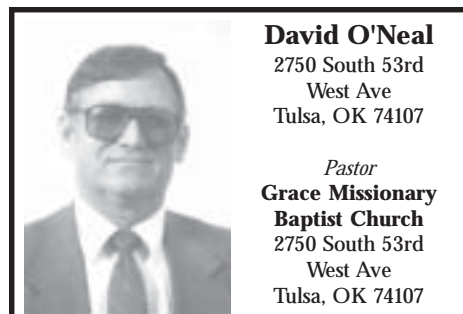 David O'Neal
2750 South 53rd
West Ave
Tulsa, OK 74107
Pastor
Grace Missionary
Baptist Church
2750 South 53rd
West Ave
Tulsa, OK 74107